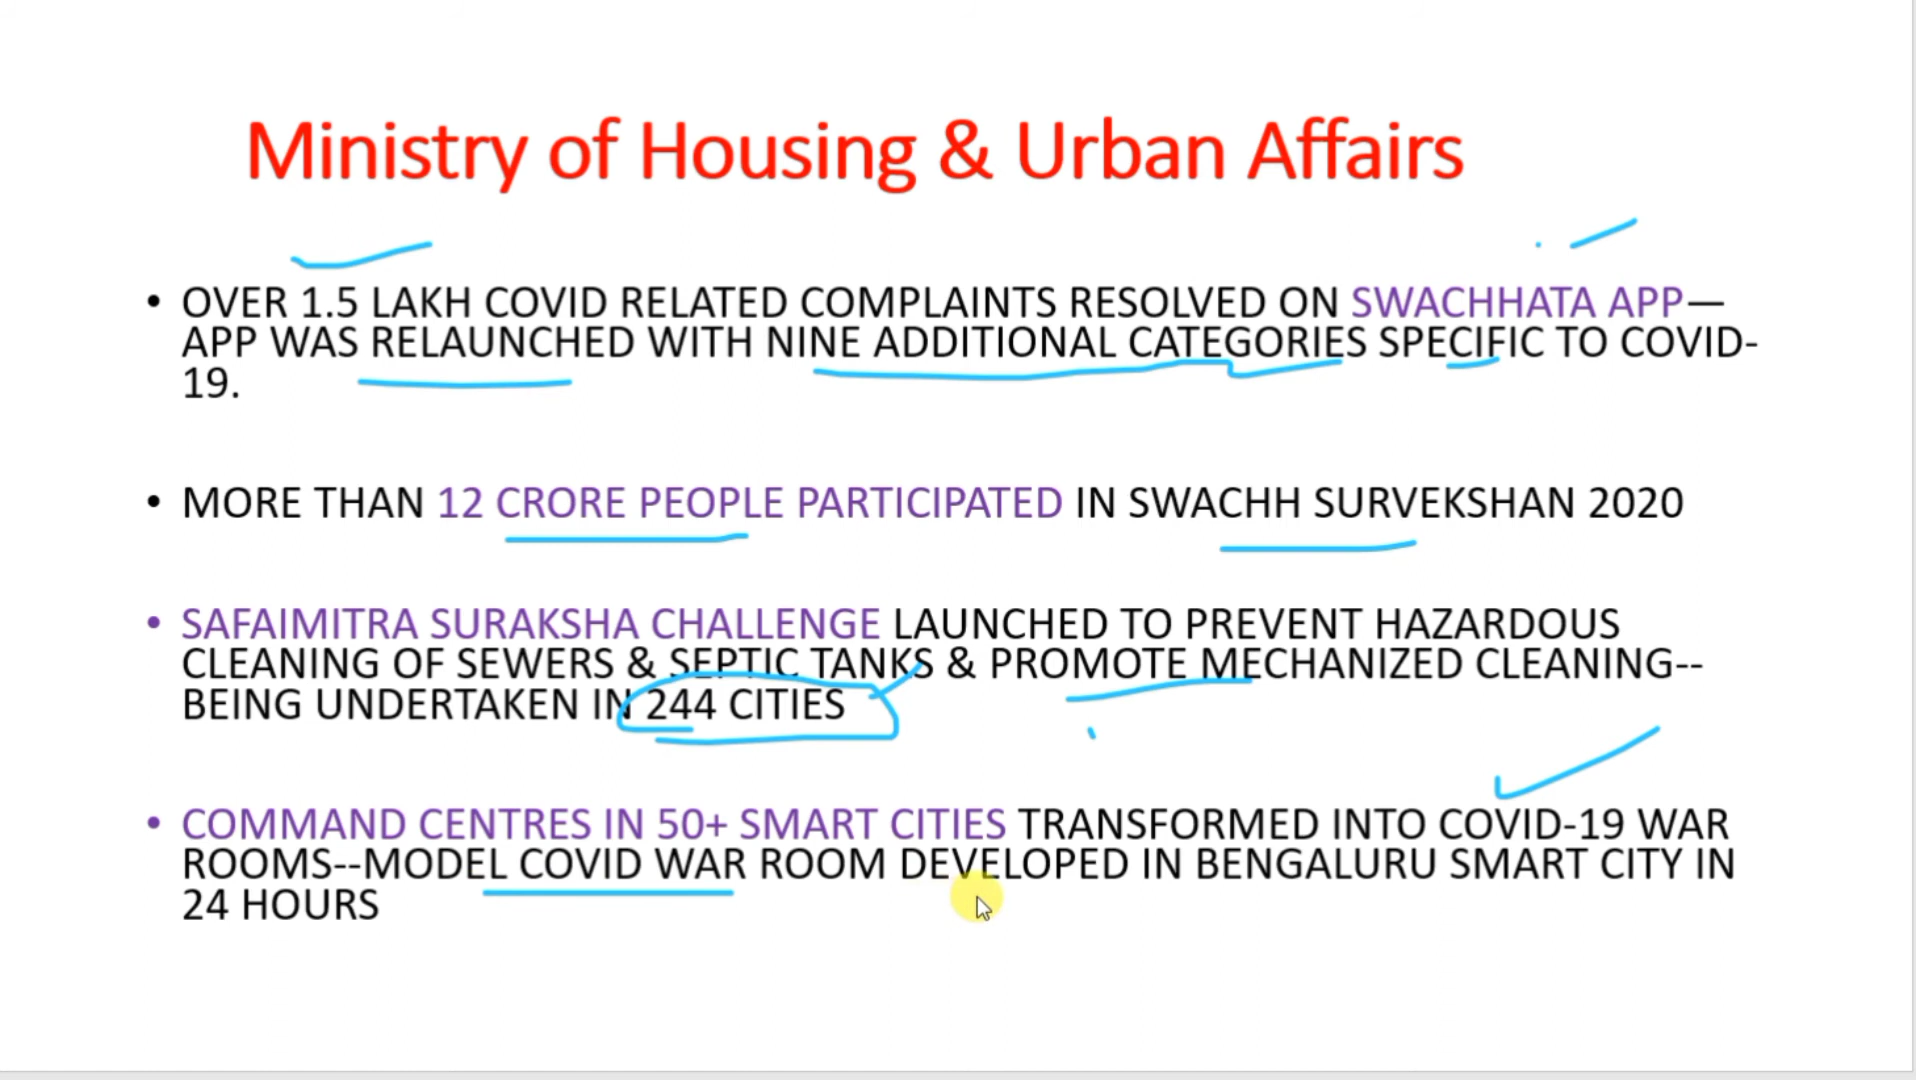 Ministry of Housing & Urban Affairs
• OVER 1.5 LAKH COVID RELATED COMPLAINTS RESOLVED ON SWACHHATA APP—
APP WAS RELAUNCHED WITH NINE ADDITIONAL CATEGORIES SPECIFIC TO COVID-
19.
• MORE THAN 12 CRORE PEOPLE PARTICIPATED IN SWACHH SURVEKSHAN 2020
• SAFAIMITRA SURAKSHA CHALLENGE LAUNCHED TO PREVENT HAZARDOUS
CLEANING OF SEWERS & SEPTIC TANKS & PROMOTE MECHANIZED CLEANING--
BEING UNDERTAKEN IN 244 CITIES
• COMMAND CENTRES IN 50+ SMART CITIES TRANSFORMED INTO COVID-19 WAR
ROOMS--MODEL COVID WAR ROOM DEVELOPED IN BENGALURU SMART CITY IN
24 HOURS